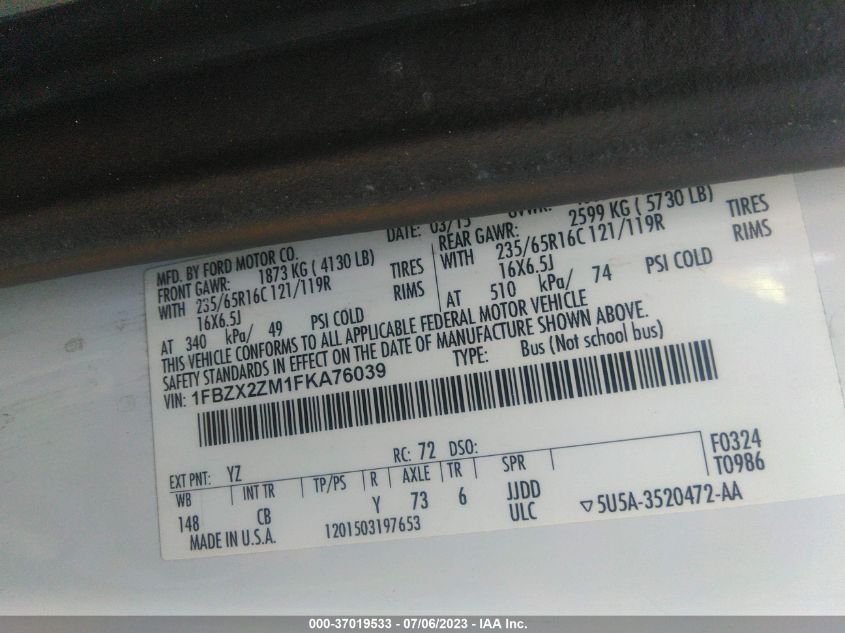 MFD. BY FORD MOTOR CO.
DATE: 03/15
GVWR:
FRONT GAWR: 1873 KG ( 4130 LB)
REAR GAWR: 2599 KG ( 5730 LB)
WITH 235/65R16C 121/119R TIRES
WITH 235/65R16C 121/119R TIRES
16X6.5J RIMS
16X6.5J RIMS
AT 340 kPa/ 49 PSI COLD
AT 510 kPa/ 74 PSI COLD
THIS VEHICLE CONFORMS TO ALL APPLICABLE FEDERAL MOTOR VEHICLE
SAFETY STANDARDS IN EFFECT ON THE DATE OF MANUFACTURE SHOWN ABOVE.
VIN: 1FBZX2ZM1FKA76039
TYPE: Bus (Not school bus)
EXT PNT: YZ RC: 72 DSO:
WB INT TR TP/PS R AXLE TR SPR
148 CB Y 73 6 JJDD
ULC
F0324
T0986
MADE IN U.S.A.
1201503197653
▽5U5A-3520472-AA
000-37019533 - 07/06/2023 - IAA Inc.